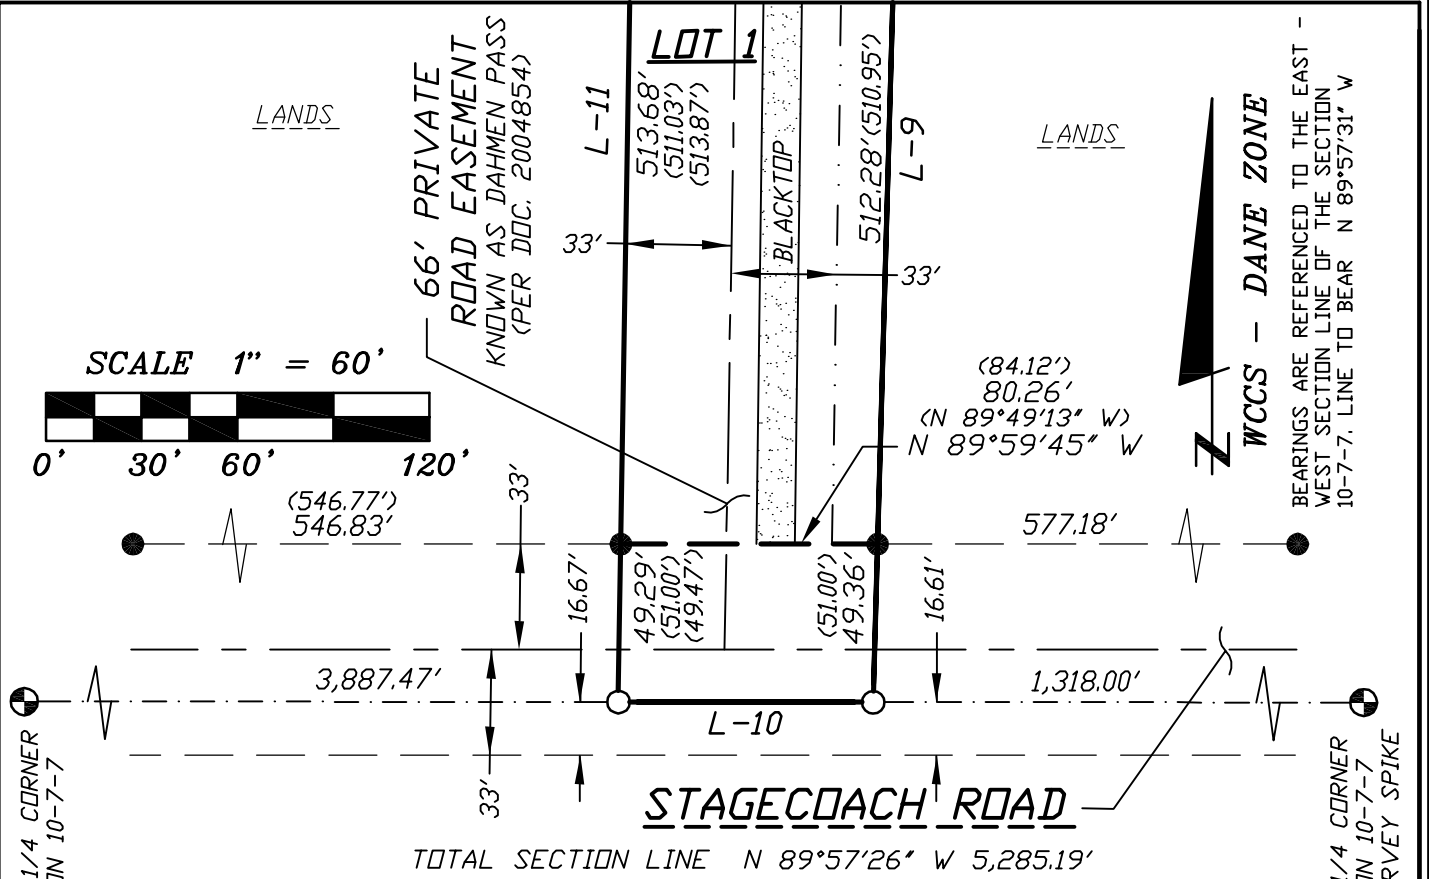 LOT 1
LANDS
66' PRIVATE
ROAD EASEMENT
KNOWN AS DAHMEN PASS
(PER DOC. 2004854)
L-11
513.68'
(511.03')
(513.87')
BLACKTOP
512.28'(510.95')
L-9
LANDS
WCCS - DANE ZONE
BEARINGS ARE REFERENCED TO THE EAST -
WEST SECTION LINE OF THE SECTION
10-7-7. LINE TO BEAR N 89°57'31" W
33'
33'
SCALE 1" = 60'
0' 30' 60' 120'
(84.12')
80.26'
(N 89°49'13" W)
N 89°59'45" W
N
(546.77')
546.83'
33'
577.18'
16.67'
49.29'
(51.00')
(49.47')
(51.00')
49.36'
16.61'
3,887.47'
1,318.00'
L-10
33'
STAGECOACH ROAD
TOTAL SECTION LINE N 89°57'26" W 5,285.19'
1/4 CORNER
ON 10-7-7
1/4 CORNER
ON 10-7-7
RVEY SPIKE